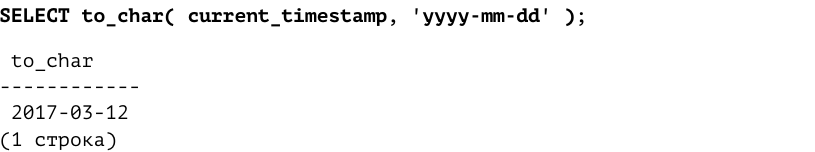 SELECT to_char( current_timestamp, 'yyyy-mm-dd' );
to_char
------------
2017-03-12
(1 строка)